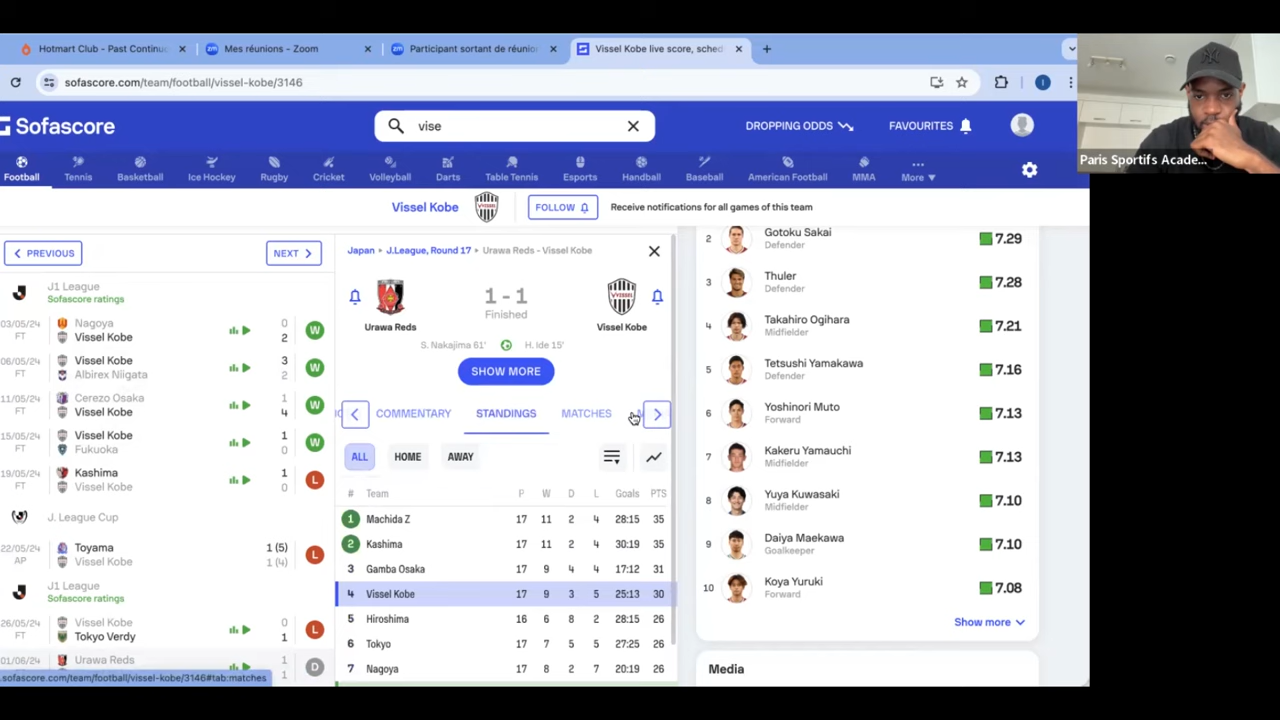 Hotmart Club - Past Continu
Mes réunions - Zoom
Participant sortant de réunio
Vissel Kobe live score, sched
sofascore.com/team/football/vissel-kobe/3146
Sofascore
vise
DROPPING ODDS
FAVOURITES
Football
Tennis
Basketball
Ice Hockey
Rugby
Cricket
Volleyball
Darts
Table Tennis
Esports
Handball
Baseball
American Football
MMA
More
Vissel Kobe
FOLLOW
Receive notifications for all games of this team
Paris Sportifs Acade...
PREVIOUS
NEXT
J1 League
Sofascore ratings
03/05/24 Nagoya 0
FT Vissel Kobe 2 W
06/05/24 Vissel Kobe 3
FT Albirex Niigata 2 W
11/05/24 Cerezo Osaka 1
FT Vissel Kobe 4 W
15/05/24 Vissel Kobe 1
FT Fukuoka 0 W
19/05/24 Kashima 1
FT Vissel Kobe 0 L
J. League Cup
22/05/24 Toyama 1 (5)
AP Vissel Kobe 1 (4) L
J1 League
Sofascore ratings
26/05/24 Vissel Kobe 0
FT Tokyo Verdy 1 L
01/06/24 Urawa Reds 1
1 D
.sofascore.com/team/football/vissel-kobe/3146#tab:matches
Japan J.League, Round 17 Urawa Reds - Vissel Kobe
1 - 1
Finished
Urawa Reds
Vissel Kobe
S. Nakajima 61' H. Ide 15'
SHOW MORE
COMMENTARY STANDINGS MATCHES
ALL HOME AWAY
# Team P W D L Goals PTS
1 Machida Z 17 11 2 4 28:15 35
2 Kashima 17 11 2 4 30:19 35
3 Gamba Osaka 17 9 4 4 17:12 31
4 Vissel Kobe 17 9 3 5 25:13 30
5 Hiroshima 16 6 8 2 28:15 26
6 Tokyo 17 7 5 5 27:25 26
7 Nagoya 17 8 2 7 20:19 26
2 Gotoku Sakai 7.29
Defender
3 Thuler 7.28
Defender
4 Takahiro Ogihara 7.21
Midfielder
5 Tetsushi Yamakawa 7.16
Defender
6 Yoshinori Muto 7.13
Forward
7 Kakeru Yamauchi 7.13
Midfielder
8 Yuya Kuwasaki 7.10
Midfielder
9 Daiya Maekawa 7.10
Goalkeeper
10 Koya Yuruki 7.08
Forward
Show more
Media